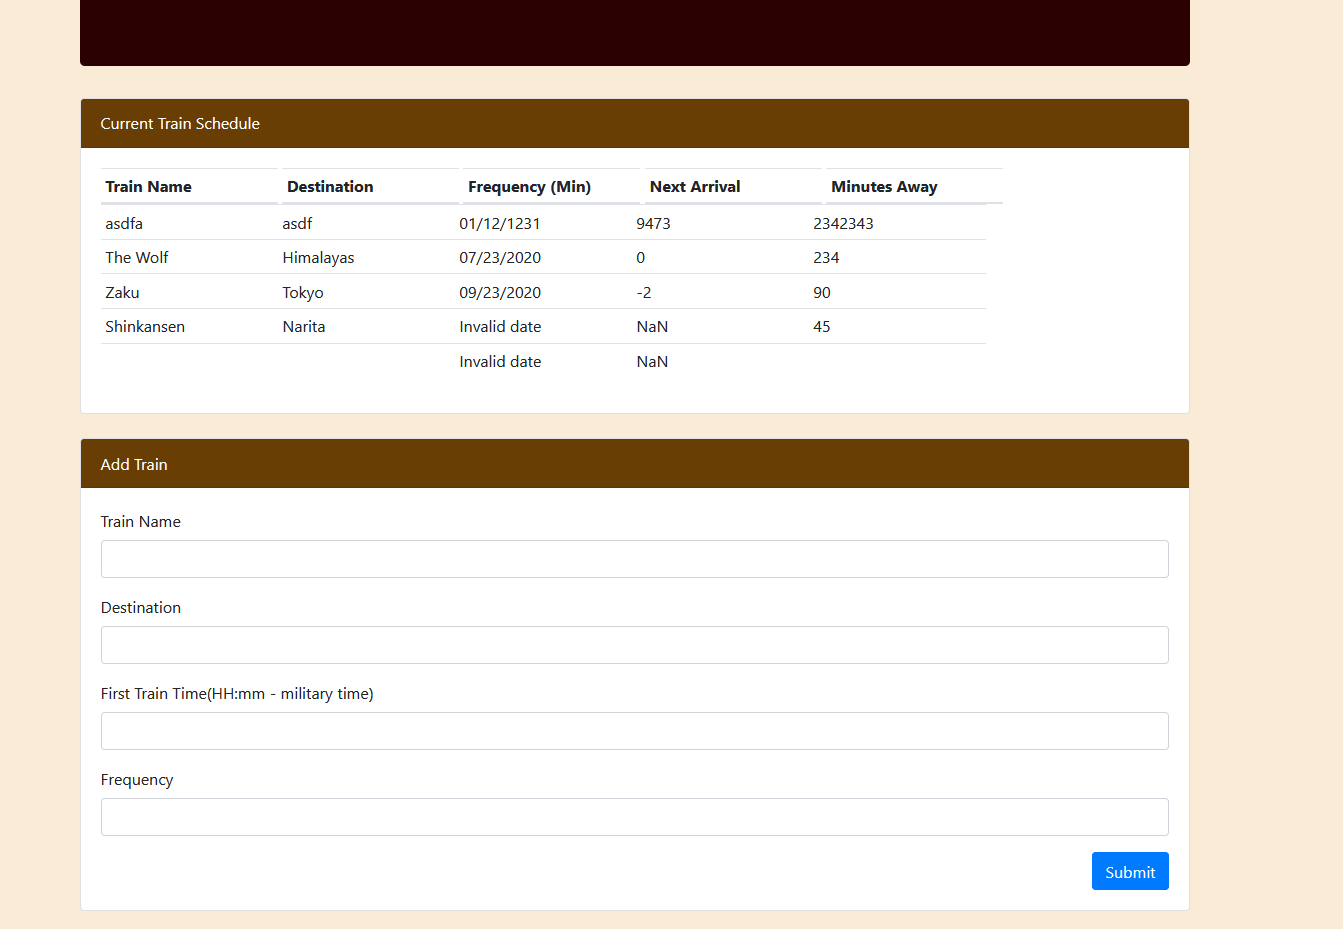 Current Train Schedule
Train Name Destination Frequency (Min) Next Arrival Minutes Away
asdfa asdf 01/12/1231 9473 2342343
The Wolf Himalayas 07/23/2020 0 234
Zaku Tokyo 09/23/2020 -2 90
Shinkansen Narita Invalid date NaN 45
Invalid date NaN
Add Train
Train Name
Destination
First Train Time(HH:mm - military time)
Frequency
Submit